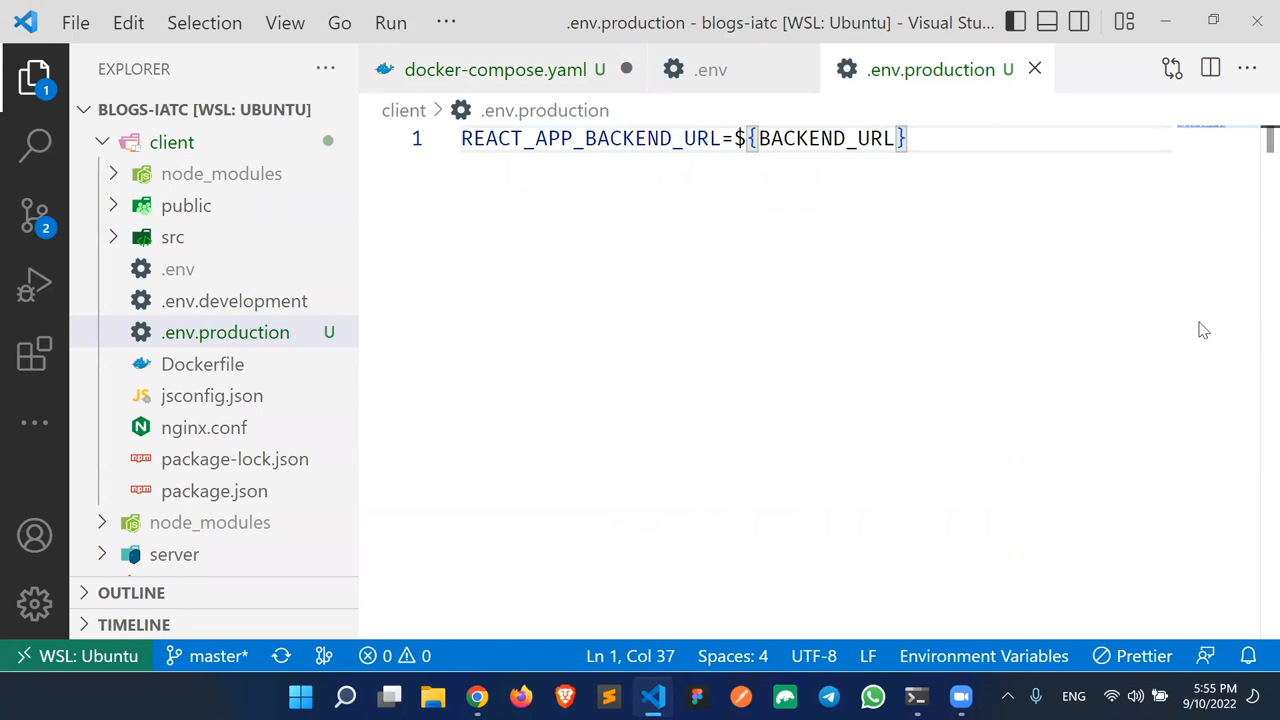 File Edit Selection View Go Run ··· .env.production - blogs-iatc [WSL: Ubuntu] - Visual Stu...
EXPLORER ···
docker-compose.yaml U
.env
.env.production U
1
BLOGS-IATC [WSL: UBUNTU]
client > .env.production
client
1 REACT_APP_BACKEND_URL=${BACKEND_URL}
node_modules
public
2
src
.env
.env.development
.env.production U
Dockerfile
jsconfig.json
nginx.conf
package-lock.json
package.json
node_modules
server
OUTLINE
TIMELINE
WSL: Ubuntu master* 0 0 Ln 1, Col 37 Spaces: 4 UTF-8 LF Environment Variables Prettier
ENG
5:55 PM
9/10/2022